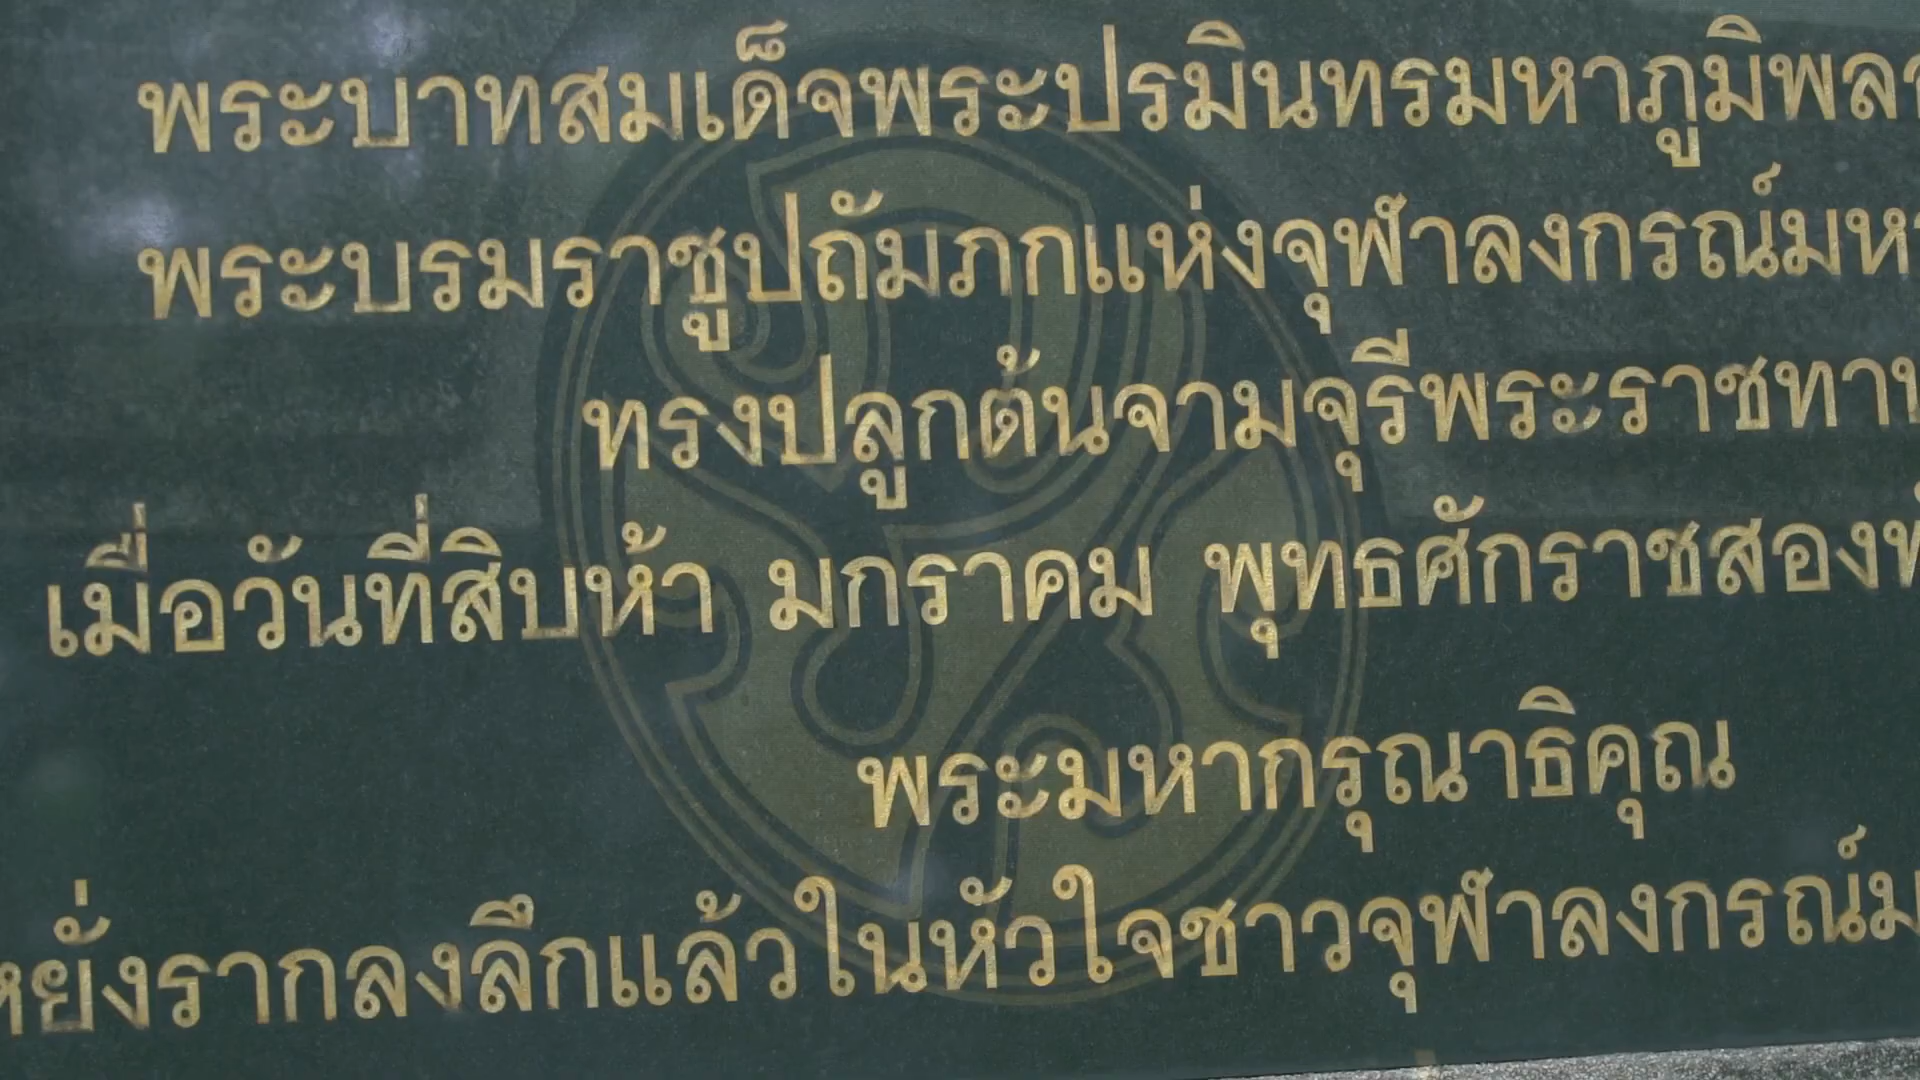 พระบาทสมเด็จพระปรมินทรมหาภูมิพล
พระบรมราชูปถัมภกแห่งจุฬาลงกรณ์มห
ทรงปลูกต้นจามจุรีพระราชทา
เมื่อวันที่สิบห้า มกราคม พุทธศักราชสอง
พระมหากรุณาธิคุณ
หยั่งรากลงลึกแล้วในหัวใจชาวจุฬาลงกรณ์ม